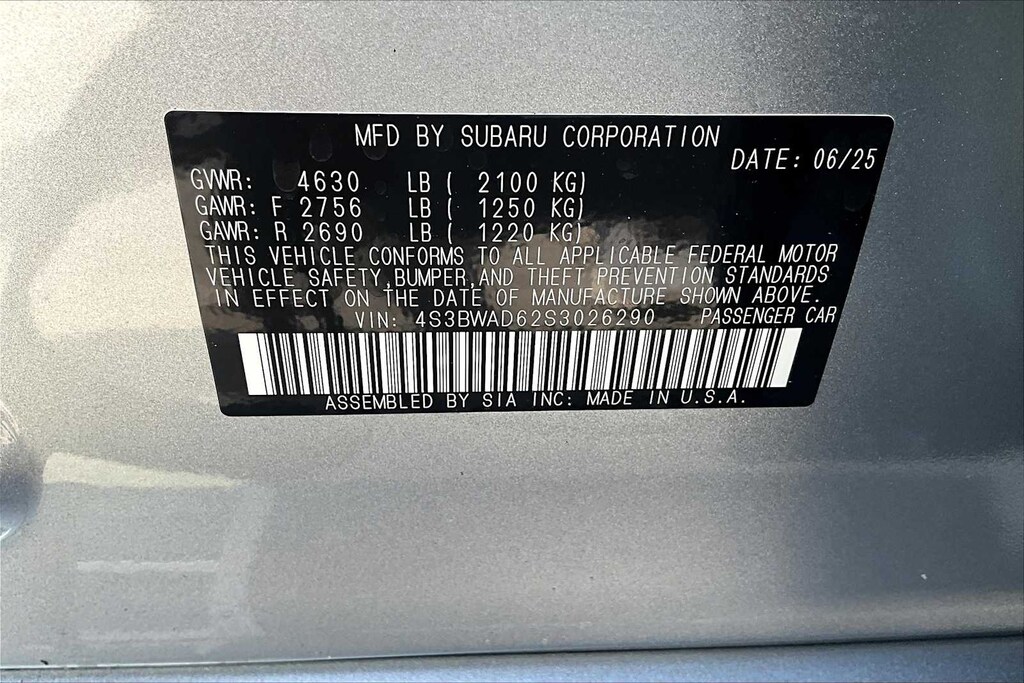 MFD BY SUBARU CORPORATION
DATE: 06/25
GVWR: 4630 LB ( 2100 KG)
GAWR: F 2756 LB ( 1250 KG)
GAWR: R 2690 LB ( 1220 KG)
THIS VEHICLE CONFORMS TO ALL APPLICABLE FEDERAL MOTOR
VEHICLE SAFETY,BUMPER,AND THEFT PREVENTION STANDARDS
IN EFFECT ON THE DATE OF MANUFACTURE SHOWN ABOVE.
VIN: 4S3BWAD62S3026290 PASSENGER CAR
ASSEMBLED BY SIA INC: MADE IN U.S.A.